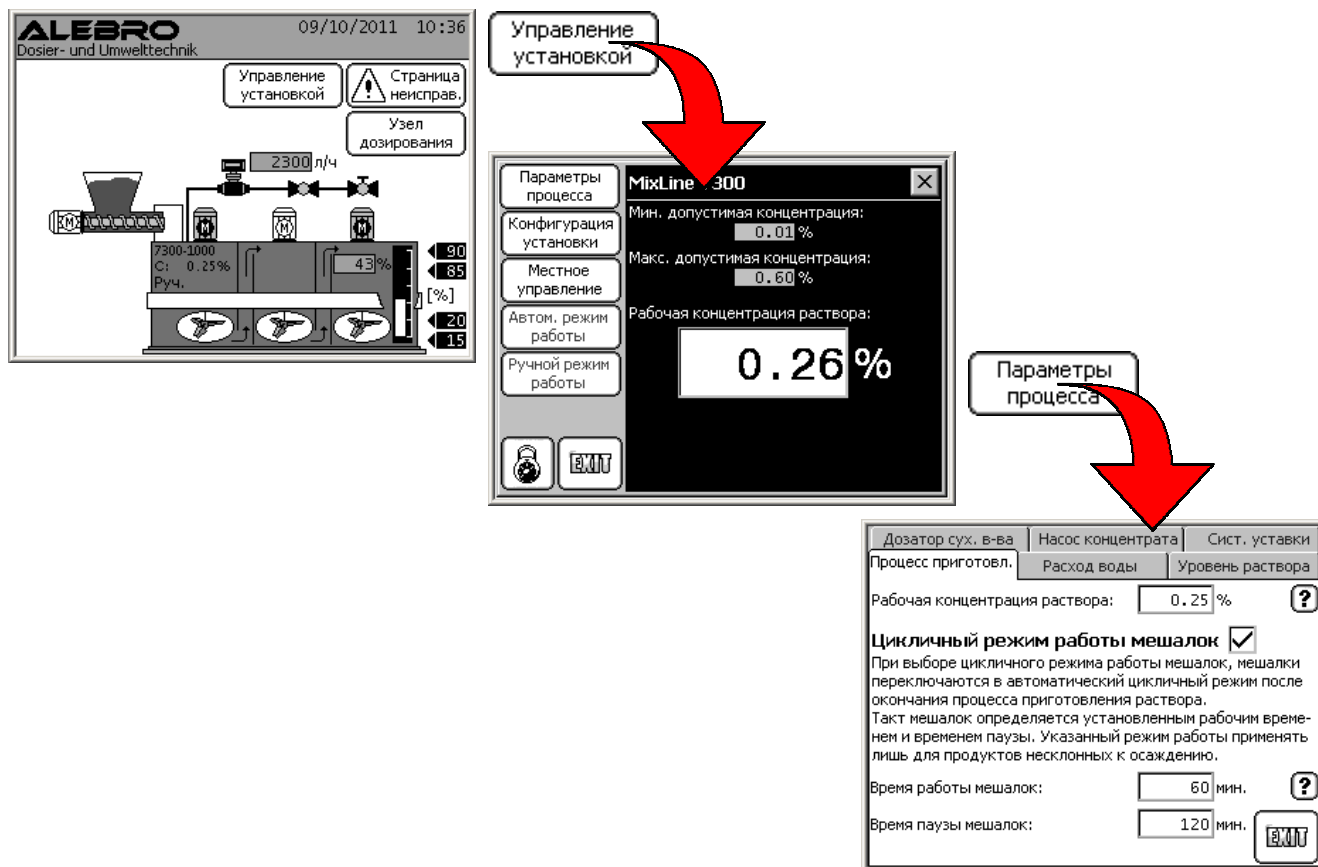 ALEBRO
Dosier- und Umwelttechnik
09/10/2011 10:36
Управление
установкой
Страница
неисправ.
Узел
дозирования
2300 л/ч
M
M
M
M
7300-1000
C: 0.25%
Руч.
43 %
90
85
[%]
20
15
Управление
установкой
Параметры
процесса
Конфигурация
установки
Местное
управление
Автом. режим
работы
Ручной режим
работы
EXIT
MixLine 7300
Мин. допустимая концентрация:
0.01 %
Макс. допустимая концентрация:
0.60 %
Рабочая концентрация раствора:
0.26 %
Параметры
процесса
Дозатор сух. в-ва Насос концентрата Сист. уставки
Процесс приготовл. Расход воды Уровень раствора
Рабочая концентрация раствора: 0.25 % ?
Цикличный режим работы мешалок
При выборе цикличного режима работы мешалок, мешалки
переключаются в автоматический цикличный режим после
окончания процесса приготовления раствора.
Такт мешалок определяется установленным рабочим време-
нем и временем паузы. Указанный режим работы применять
лишь для продуктов несклонных к осаждению.
Время работы мешалок: 60 мин. ?
Время паузы мешалок: 120 мин.
EXIT